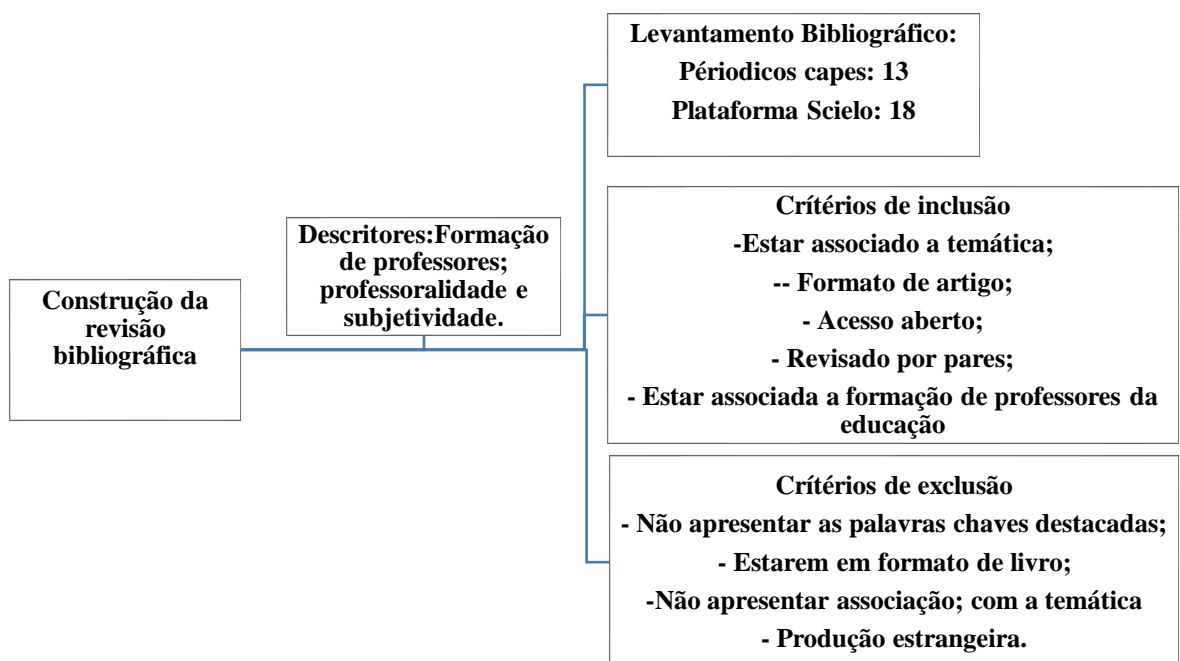 Construção da
revisão
bibliográfica
Descritores:Formação
de professores;
professoralidade e
subjetividade.
Levantamento Bibliográfico:
Périodicos capes: 13
Plataforma Scielo: 18
Crítérios de inclusão
-Estar associado a temática;
-- Formato de artigo;
- Acesso aberto;
- Revisado por pares;
- Estar associada a formação de professores da
educação
Crítérios de exclusão
- Não apresentar as palavras chaves destacadas;
- Estarem em formato de livro;
-Não apresentar associação; com a temática
- Produção estrangeira.